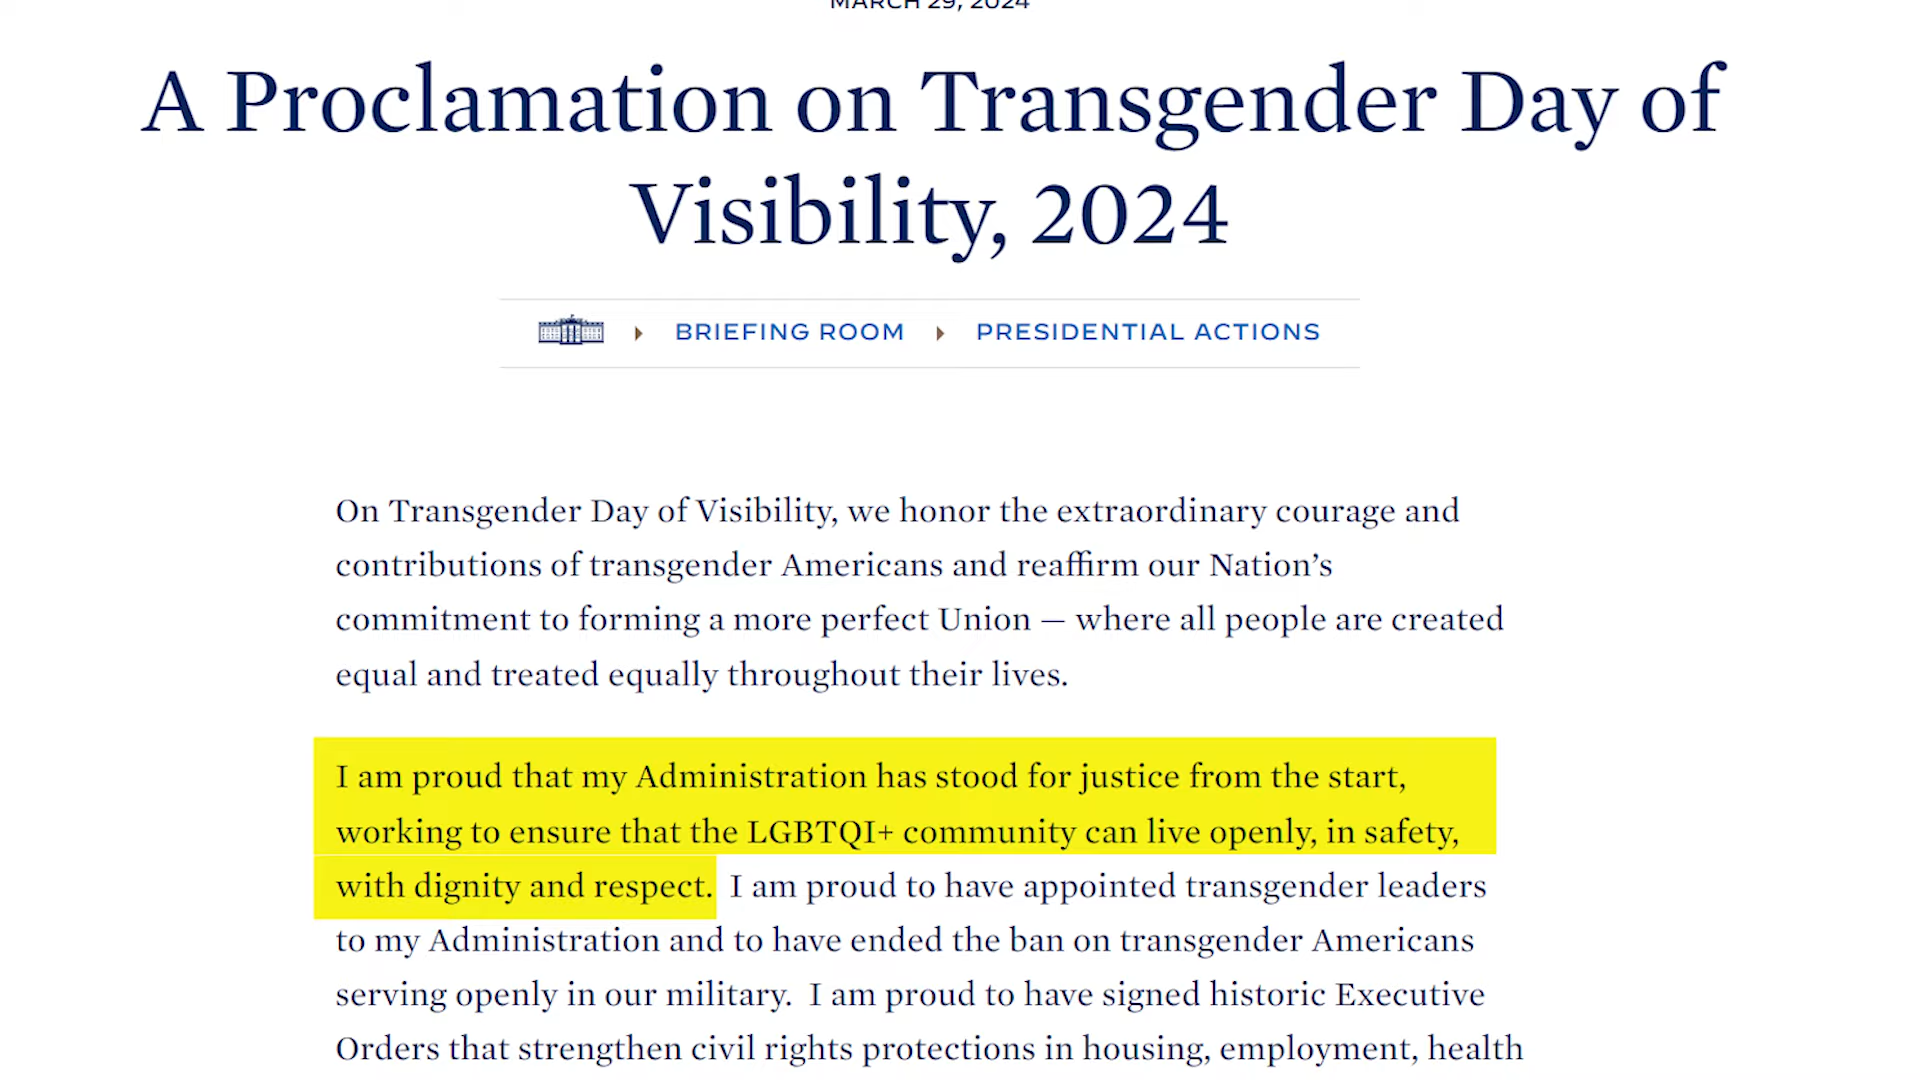 MARCH 29, 2024
A Proclamation on Transgender Day of
Visibility, 2024
BRIEFING ROOM
PRESIDENTIAL ACTIONS
On Transgender Day of Visibility, we honor the extraordinary courage and
contributions of transgender Americans and reaffirm our Nation’s
commitment to forming a more perfect Union — where all people are created
equal and treated equally throughout their lives.
I am proud that my Administration has stood for justice from the start,
working to ensure that the LGBTQI+ community can live openly, in safety,
with dignity and respect.  I am proud to have appointed transgender leaders
to my Administration and to have ended the ban on transgender Americans
serving openly in our military.  I am proud to have signed historic Executive
Orders that strengthen civil rights protections in housing, employment, health